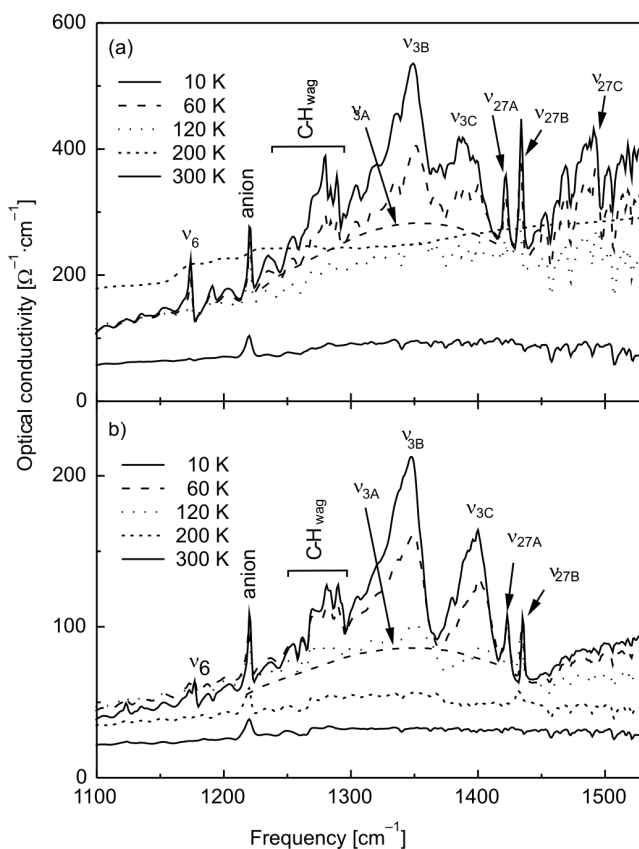 600
400
200
0
(a)
10 K
60 K
120 K
200 K
300 K
ν6
anion
C-Hwag
ν3A
ν3B
ν3C
ν27A
ν27B
ν27C
Optical conductivity [Ω⁻¹·cm⁻¹]
200
100
0
b)
10 K
60 K
120 K
200 K
300 K
ν6
anion
C-Hwag
ν3A
ν3B
ν3C
ν27A
ν27B
1100 1200 1300 1400 1500
Frequency [cm⁻¹]